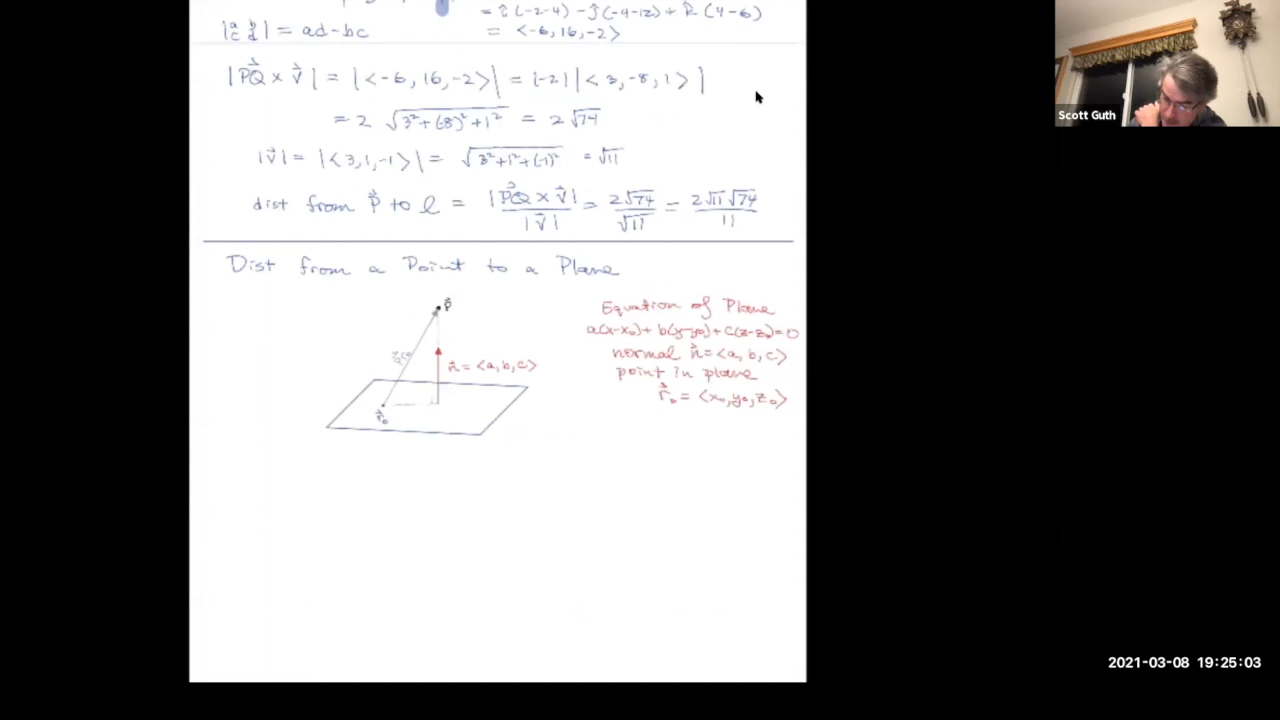 = î(-2-4) - ĵ(-9-12) + k̂(4-6)
|a b; c d| = ad-bc
= <-6, 16, -2>
|PQ⃗ × v⃗| = |<-6, 16, -2>| = |-2| |<3, -8, 1>|
= 2 √(3²+(-8)²+1²) = 2√74
|v⃗| = |<3, 1, -1>| = √(3²+1²+(-1)²) = √11
dist from p⃗ to l = |PQ⃗ × v⃗| / |v⃗| = 2√74 / √11 = 2√11√74 / 11
Dist from a Point to a Plane
p⃗
n⃗ = <a, b, c>
r⃗₀
Equation of Plane
a(x-x₀) + b(y-y₀) + c(z-z₀) = 0
normal n⃗ = <a, b, c>
point in plane
r⃗₀ = <x₀, y₀, z₀>
Scott Guth
2021-03-08 19:25:03